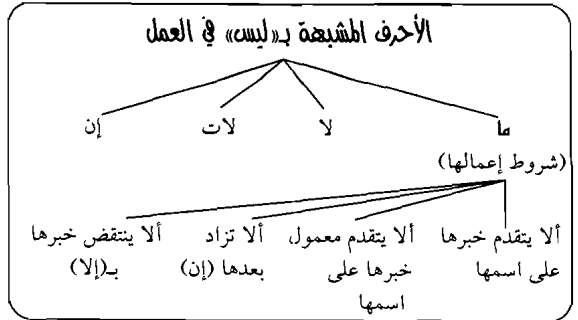 الأحرف المشبهة بـ«ليس» في العمل
ما لا لات إن
(شروط إعمالها)
ألا يتقدم خبرها
على اسمها
ألا يتقدم معمول
خبرها على
اسمها
ألا تزاد
بعدها (إن)
ألا ينتقض خبرها
بـ(إلا)